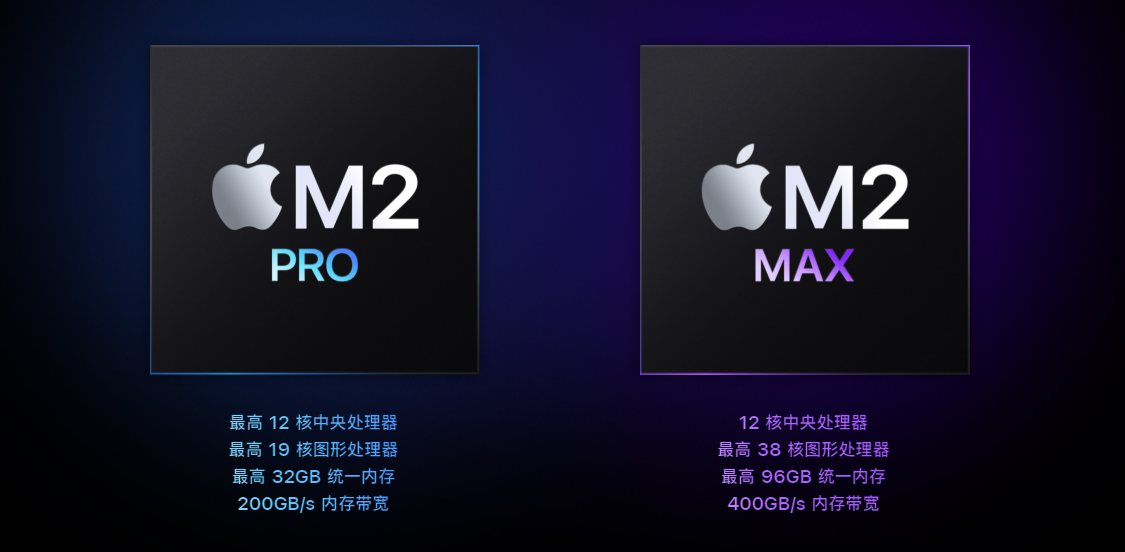 M2
PRO
最高 12 核中央处理器
最高 19 核图形处理器
最高 32GB 统一内存
200GB/s 内存带宽
M2
MAX
12 核中央处理器
最高 38 核图形处理器
最高 96GB 统一内存
400GB/s 内存带宽